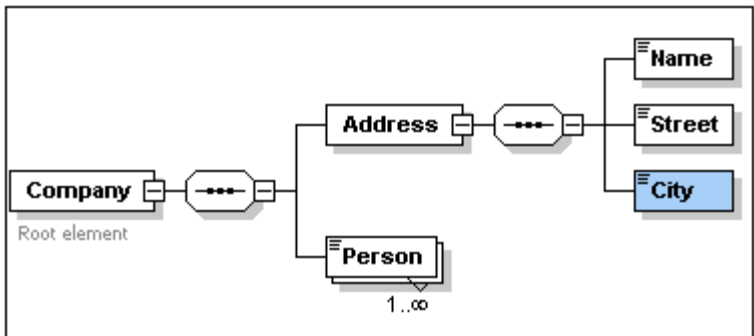 Name
Address
Street
Company
City
Root element
Person
1..∞